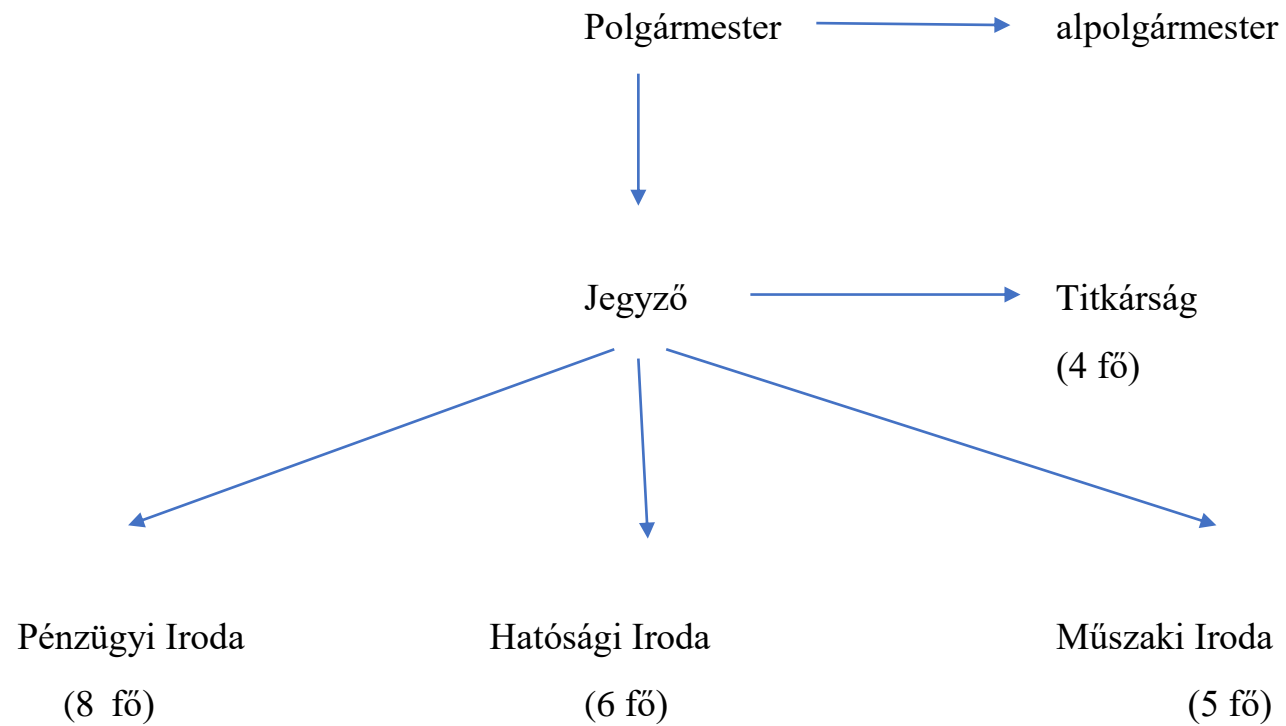 Polgármester alpolgármester
Jegyző Titkárság
(4 fő)
Pénzügyi Iroda Hatósági Iroda Műszaki Iroda
(8 fő) (6 fő) (5 fő)